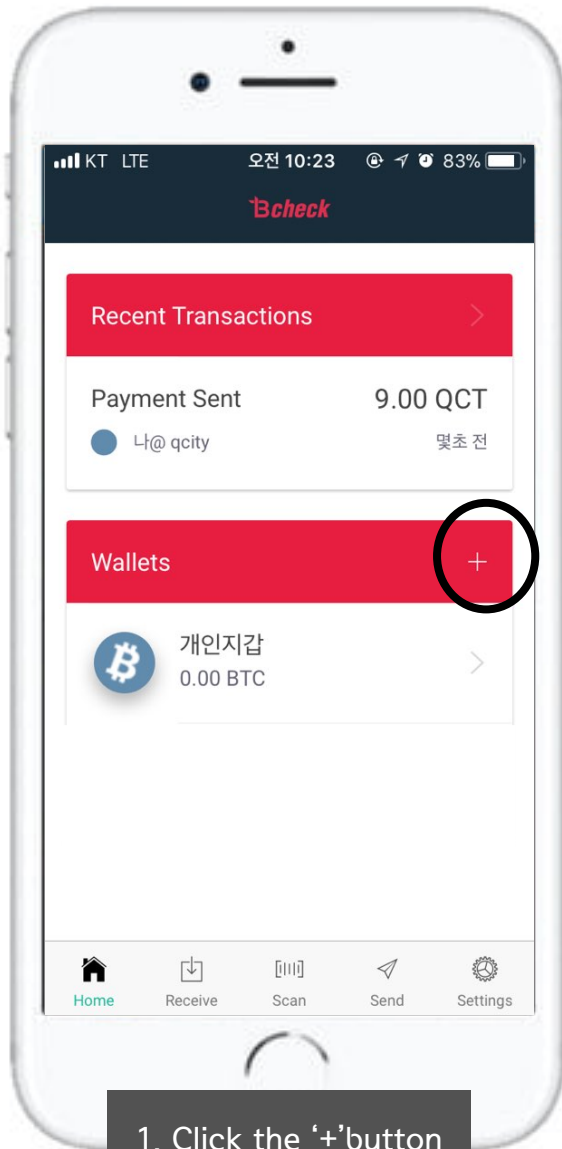 KT LTE 오전 10:23 83%
Bcheck
Recent Transactions
Payment Sent 9.00 QCT
나@ qcity 몇초 전
Wallets +
개인지갑
0.00 BTC
Home Receive Scan Send Settings
1. Click the ‘+’button